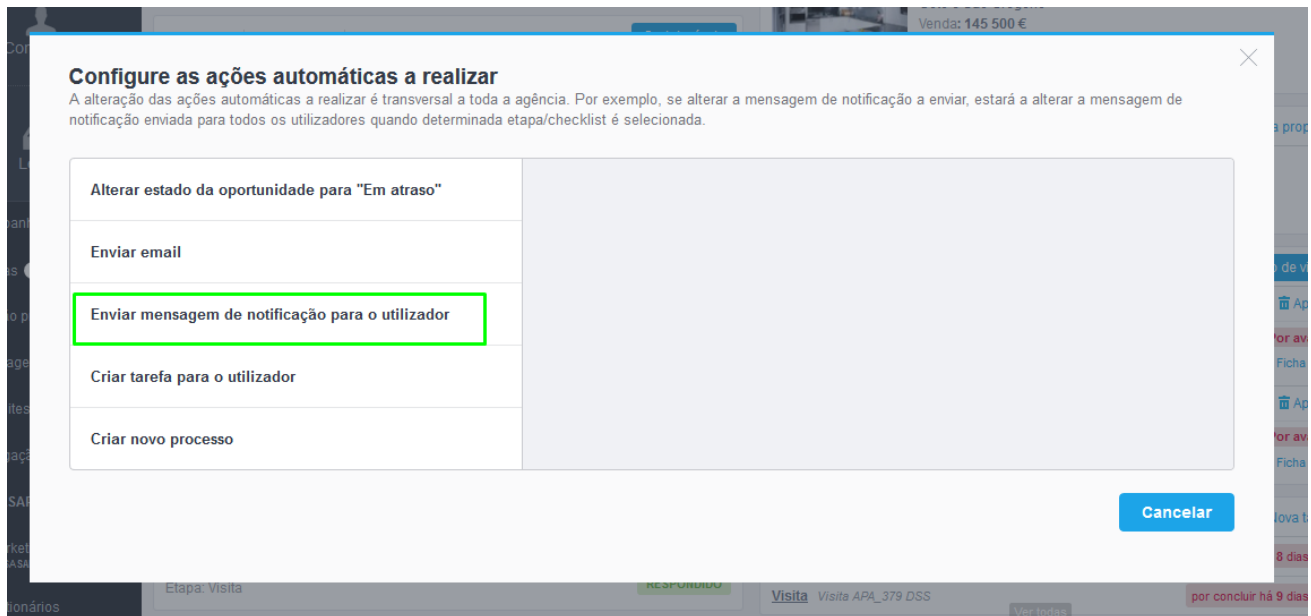 Venda: 145 500 €
Configure as ações automáticas a realizar
A alteração das ações automáticas a realizar é transversal a toda a agência. Por exemplo, se alterar a mensagem de notificação a enviar, estará a alterar a mensagem de
notificação enviada para todos os utilizadores quando determinada etapa/checklist é selecionada.
Alterar estado da oportunidade para "Em atraso"
Enviar email
Enviar mensagem de notificação para o utilizador
Criar tarefa para o utilizador
Criar novo processo
Cancelar
Ficha
Ficha
8 dias
Etapa: Visita
RESPONDIDO
Visita Visita APA_379 DSS
por concluir há 9 dias
Ver todas